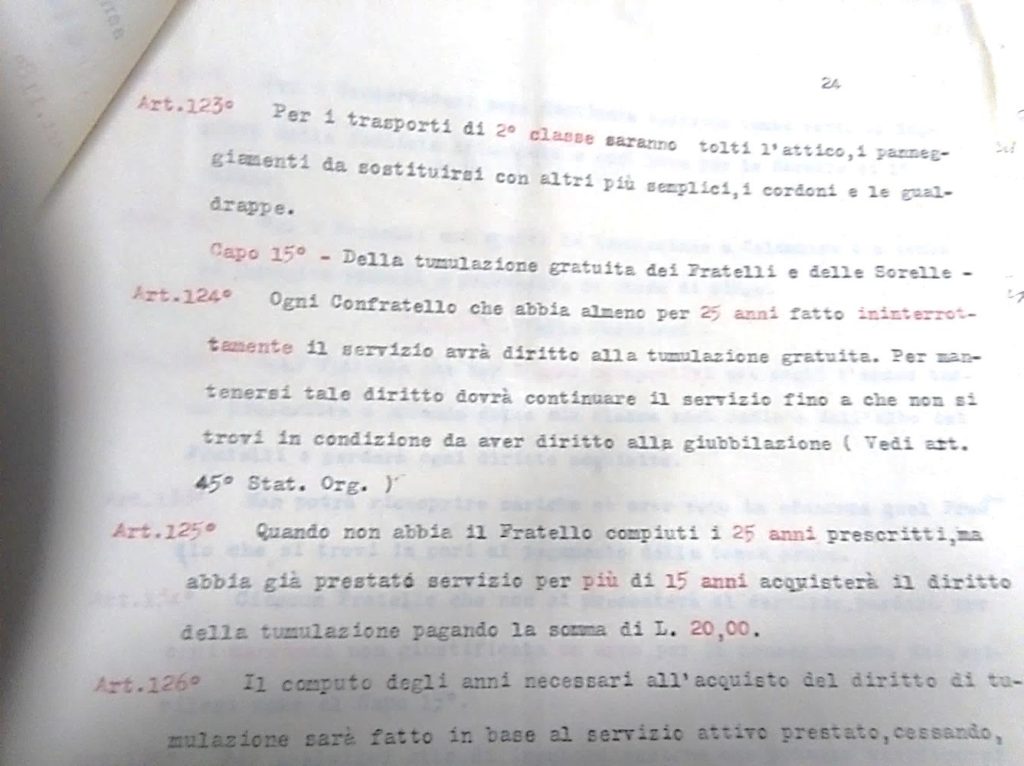 24
Art.123° Per i trasporti di 2° classe saranno tolti l'attico,i panneg-
giamenti da sostituirsi con altri più semplici,i cordoni e le gual-
drappe.
Capo 15° - Della tumulazione gratuita dei Fratelli e delle Sorelle -
Art.124° Ogni Confratello che abbia almeno per 25 anni fatto ininterrot-
tamente il servizio avrà diritto alla tumulazione gratuita. Per man-
tenersi tale diritto dovrà continuare il servizio fino a che non si
trovi in condizione da aver diritto alla giubbilazione ( Vedi art.
45° Stat. Org. )
Art.125° Quando non abbia il Fratello compiuti i 25 anni prescritti,ma
abbia già prestato servizio per più di 15 anni acquisterà il diritto
della tumulazione pagando la somma di L. 20,00.
Art.126° Il computo degli anni necessari all'acquisto del diritto di tu-
mulazione sarà fatto in base al servizio attivo prestato,cessando,